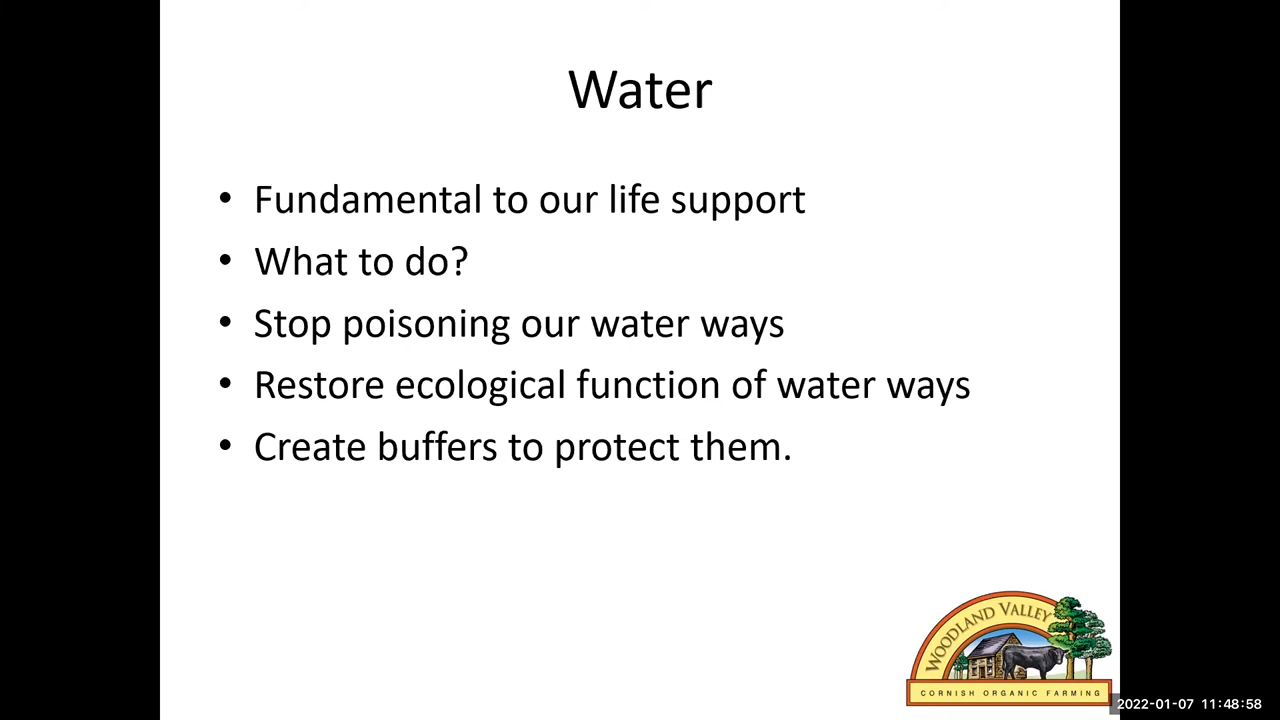 Water
• Fundamental to our life support
• What to do?
• Stop poisoning our water ways
• Restore ecological function of water ways
• Create buffers to protect them.
WOODLAND VALLEY
CORNISH ORGANIC FARMING
2022-01-07 11:48:58